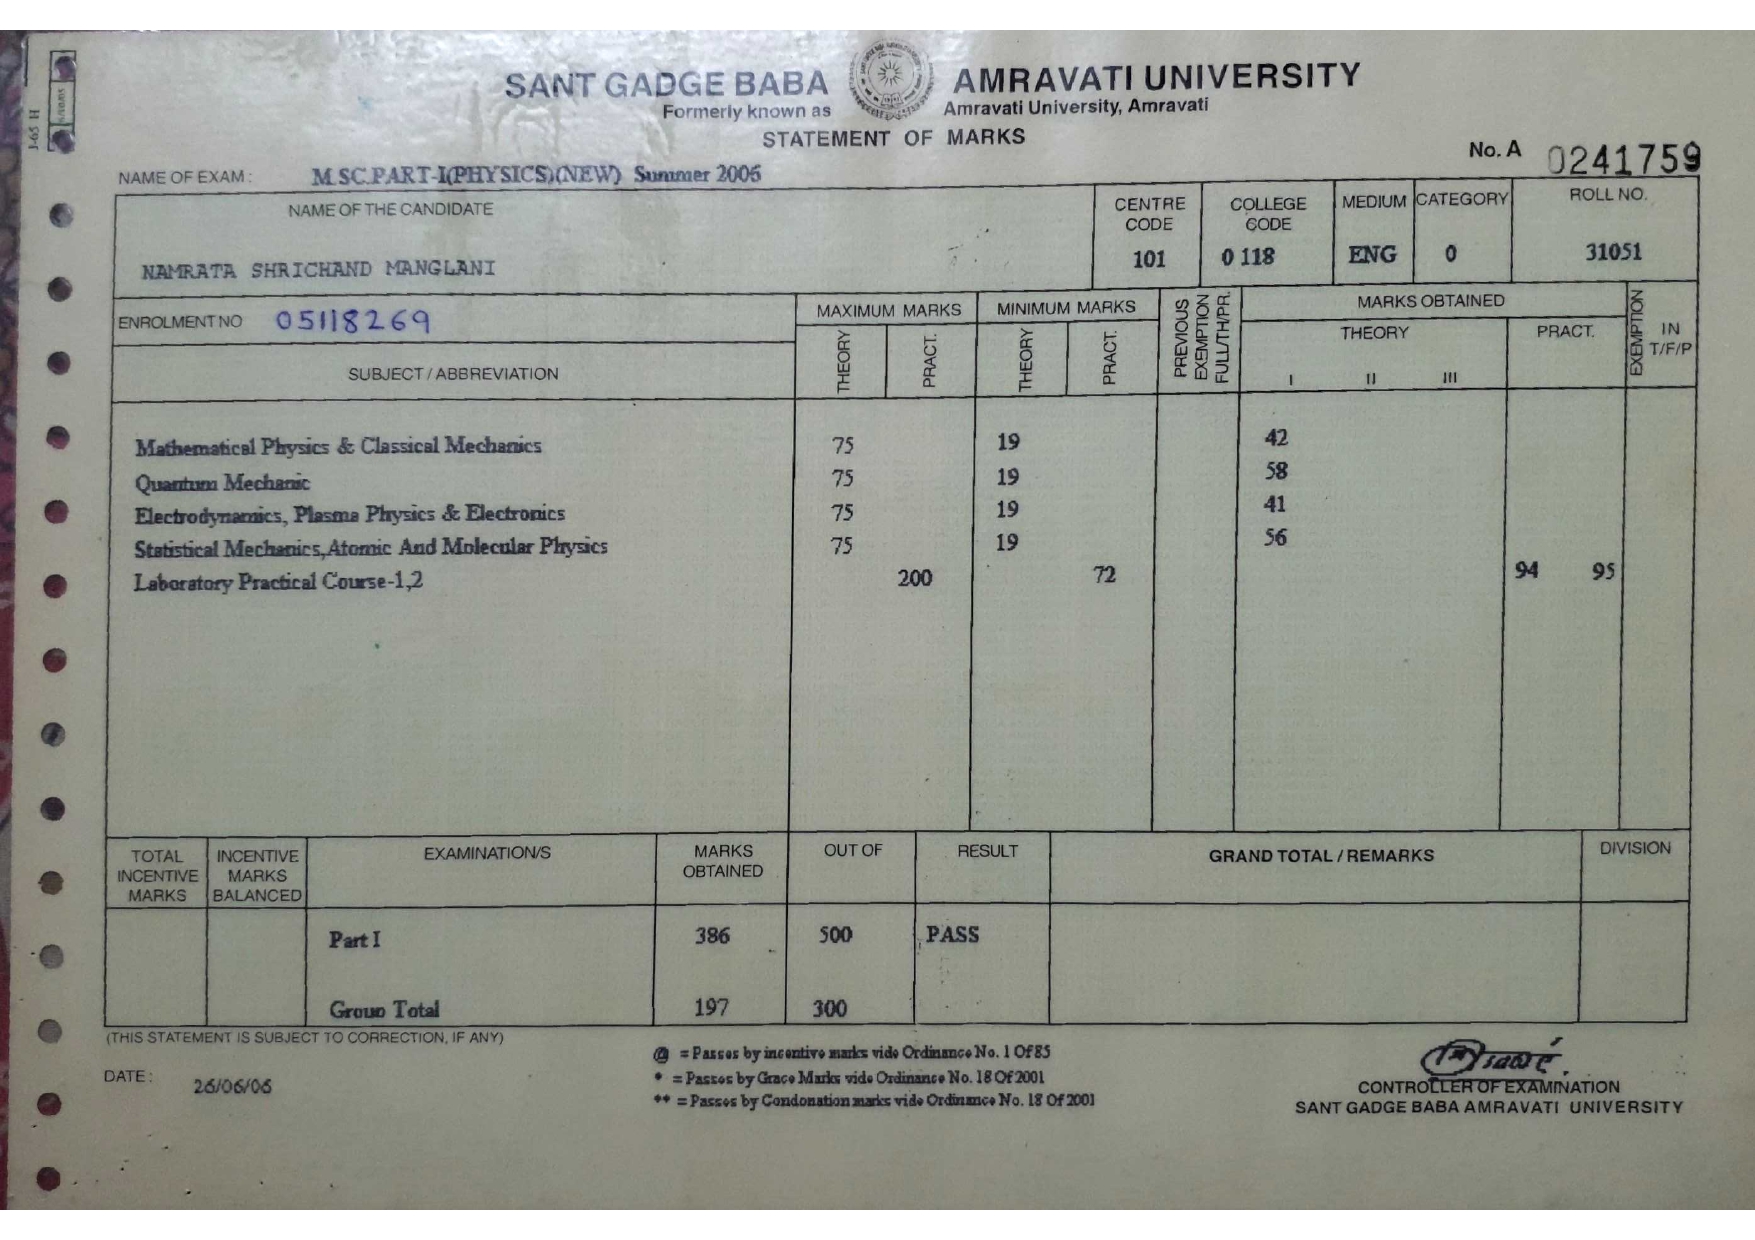 SANT GADGE BABA AMRAVATI UNIVERSITY
Formerly known as Amravati University, Amravati
STATEMENT OF MARKS
J-65 H
No. A 0241759
NAME OF EXAM : M.SC.PART-I(PHYSICS)(NEW) Summer 2006
NAME OF THE CANDIDATE
NAMRATA SHRICHAND MANGLANI
CENTRE CODE
101
COLLEGE CODE
0 118
MEDIUM
ENG
CATEGORY
0
ROLL NO.
31051
ENROLMENT NO 05118269
SUBJECT / ABBREVIATION
MAXIMUM MARKS
THEORY PRACT.
MINIMUM MARKS
THEORY PRACT.
PREVIOUS EXEMPTION FULL/TH/PR.
MARKS OBTAINED
THEORY PRACT.
I II III
EXEMPTION IN T/F/P
Mathematical Physics & Classical Mechanics 75 19 42
Quantum Mechanic 75 19 58
Electrodynamics, Plasma Physics & Electronics 75 19 41
Statistical Mechanics,Atomic And Molecular Physics 75 19 56
Laboratory Practical Course-1,2 200 72 94 95
TOTAL INCENTIVE MARKS
INCENTIVE MARKS BALANCED
EXAMINATION/S
MARKS OBTAINED
OUT OF
RESULT
GRAND TOTAL / REMARKS
DIVISION
Part I 386 500 PASS
Group Total 197 300
(THIS STATEMENT IS SUBJECT TO CORRECTION, IF ANY)
DATE : 26/06/06
@ = Passes by incentive marks vide Ordinance No. 1 Of 85
* = Passes by Grace Marks vide Ordinance No. 18 Of 2001
** = Passes by Condonation marks vide Ordinance No. 18 Of 2001
CONTROLLER OF EXAMINATION
SANT GADGE BABA AMRAVATI UNIVERSITY